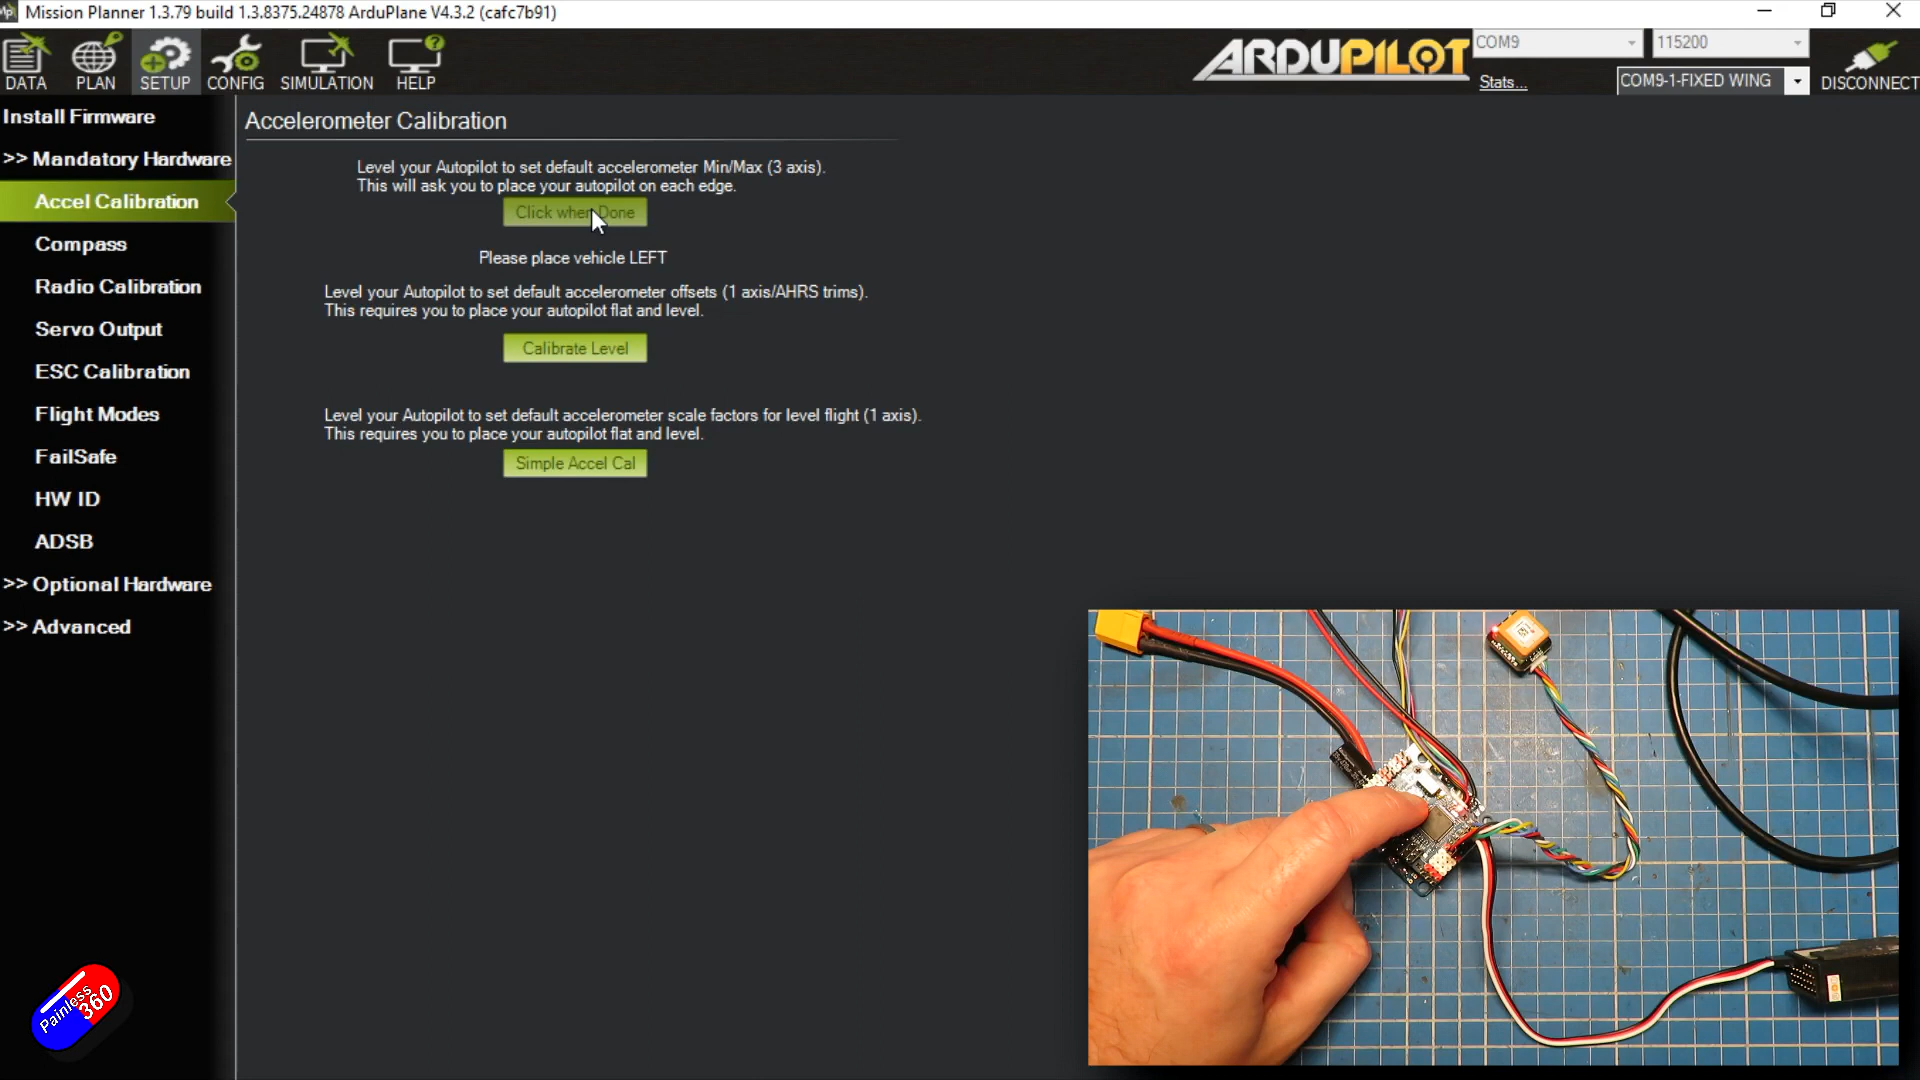 Mission Planner 1.3.79 build 1.3.8375.24878 ArduPlane V4.3.2 (cafc7b91)
DATA PLAN SETUP CONFIG SIMULATION HELP
ARDUPILOT
COM9 115200
Stats... COM9-1-FIXED WING DISCONNECT
Install Firmware
>> Mandatory Hardware
Accel Calibration
Compass
Radio Calibration
Servo Output
ESC Calibration
Flight Modes
FailSafe
HW ID
ADSB
>> Optional Hardware
>> Advanced
Accelerometer Calibration
Level your Autopilot to set default accelerometer Min/Max (3 axis).
This will ask you to place your autopilot on each edge.
Click when Done
Please place vehicle LEFT
Level your Autopilot to set default accelerometer offsets (1 axis/AHRS trims).
This requires you to place your autopilot flat and level.
Calibrate Level
Level your Autopilot to set default accelerometer scale factors for level flight (1 axis).
This requires you to place your autopilot flat and level.
Simple Accel Cal
Painless
360